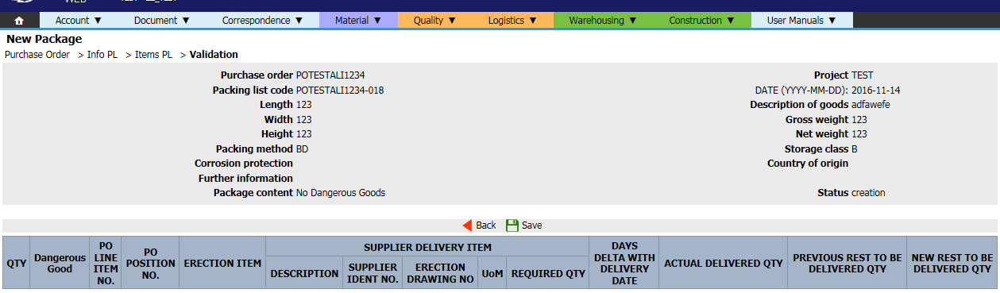 WEB
Account ▼ Document ▼ Correspondence ▼ Material ▼ Quality ▼ Logistics ▼ Warehousing ▼ Construction ▼ User Manuals ▼
New Package
Purchase Order > Info PL > Items PL > Validation
Purchase order POTESTALI1234 Project TEST
Packing list code POTESTALI1234-018 DATE (YYYY-MM-DD): 2016-11-14
Length 123 Description of goods adfawefe
Width 123 Gross weight 123
Height 123 Net weight 123
Packing method BD Storage class B
Corrosion protection Country of origin
Further information
Package content No Dangerous Goods Status creation
Back Save
QTY
Dangerous
Good
PO
LINE
ITEM
NO.
PO
POSITION
NO.
ERECTION ITEM
SUPPLIER DELIVERY ITEM
DESCRIPTION
SUPPLIER
IDENT NO.
ERECTION
DRAWING NO
UoM
REQUIRED QTY
DAYS
DELTA WITH
DELIVERY
DATE
ACTUAL DELIVERED QTY
PREVIOUS REST TO BE
DELIVERED QTY
NEW REST TO BE
DELIVERED QTY